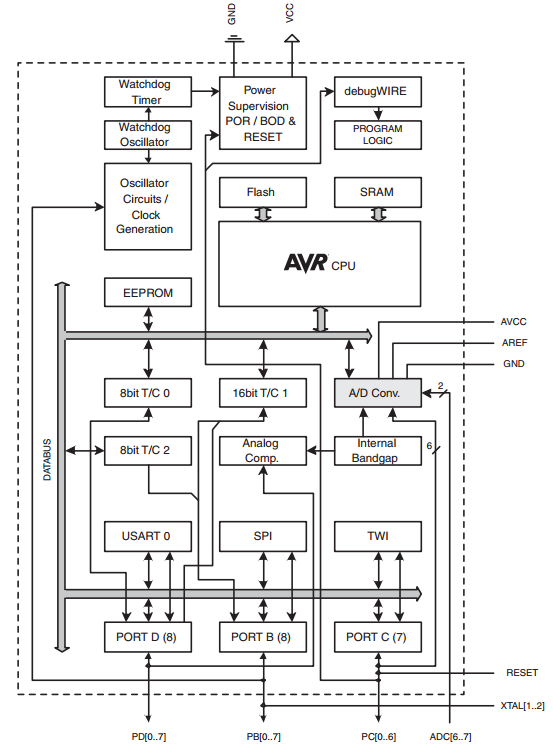 GND
VCC
Watchdog
Timer
Power
Supervision
POR / BOD &
RESET
debugWIRE
PROGRAM
LOGIC
Watchdog
Oscillator
Oscillator
Circuits /
Clock
Generation
Flash
SRAM
AVR CPU
EEPROM
AVCC
AREF
GND
8bit T/C 0
16bit T/C 1
A/D Conv.
2
DATABUS
8bit T/C 2
Analog
Comp.
Internal
Bandgap
6
USART 0
SPI
TWI
PORT D (8)
PORT B (8)
PORT C (7)
RESET
XTAL[1..2]
PD[0..7]
PB[0..7]
PC[0..6]
ADC[6..7]